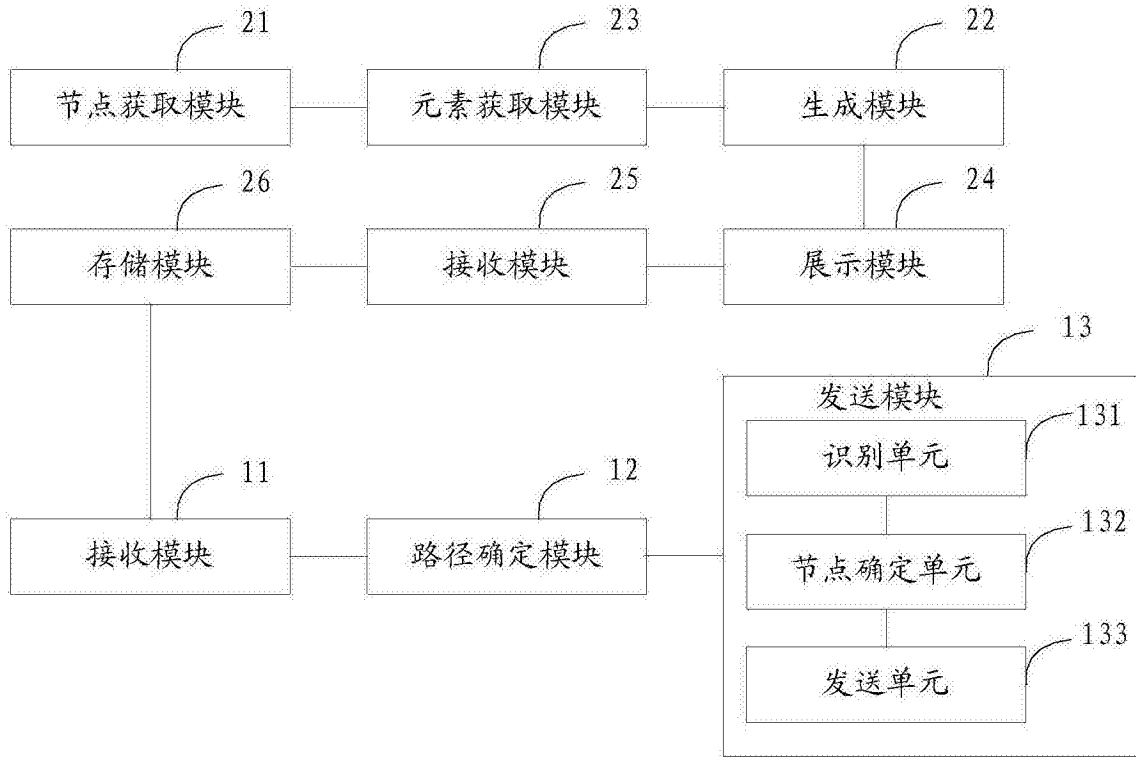 21
23
22
节点获取模块
元素获取模块
生成模块
26
25
24
存储模块
接收模块
展示模块
13
发送模块
131
识别单元
11
12
132
接收模块
路径确定模块
节点确定单元
133
发送单元